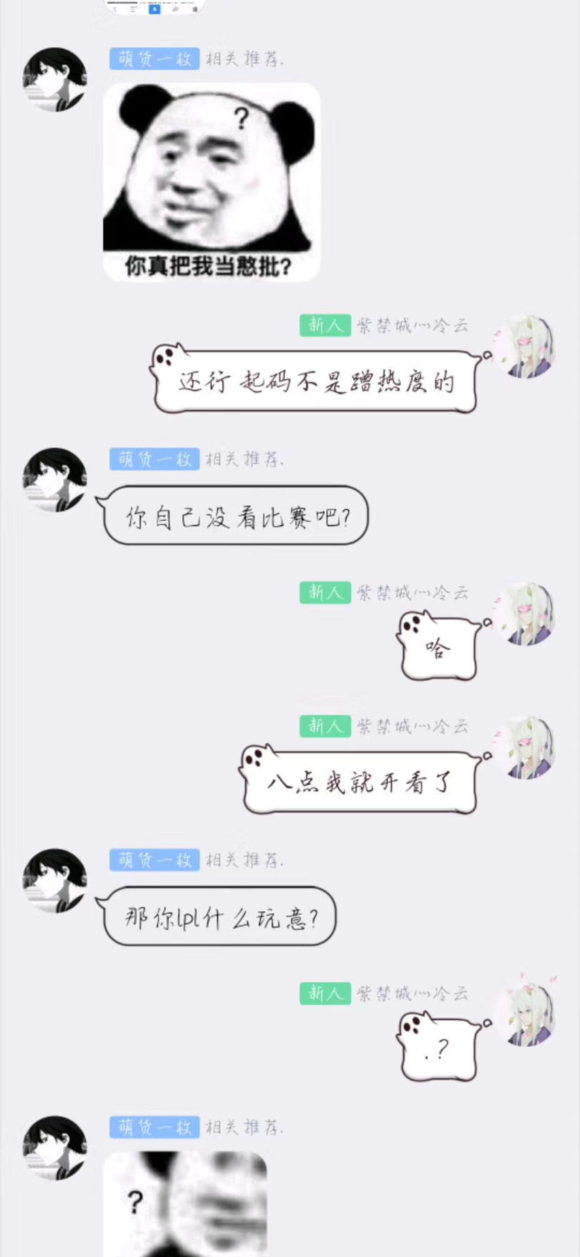 萌货一枚 相关推荐.
?
你真把我当憨批?
新人 紫禁城灬冷云
还行 起码不是蹭热度的
萌货一枚 相关推荐.
你自己没看比赛吧?
新人 紫禁城灬冷云
哈
新人 紫禁城灬冷云
八点我就开看了
萌货一枚 相关推荐.
那你lpl什么玩意?
新人 紫禁城灬冷云
.?
萌货一枚 相关推荐.
?